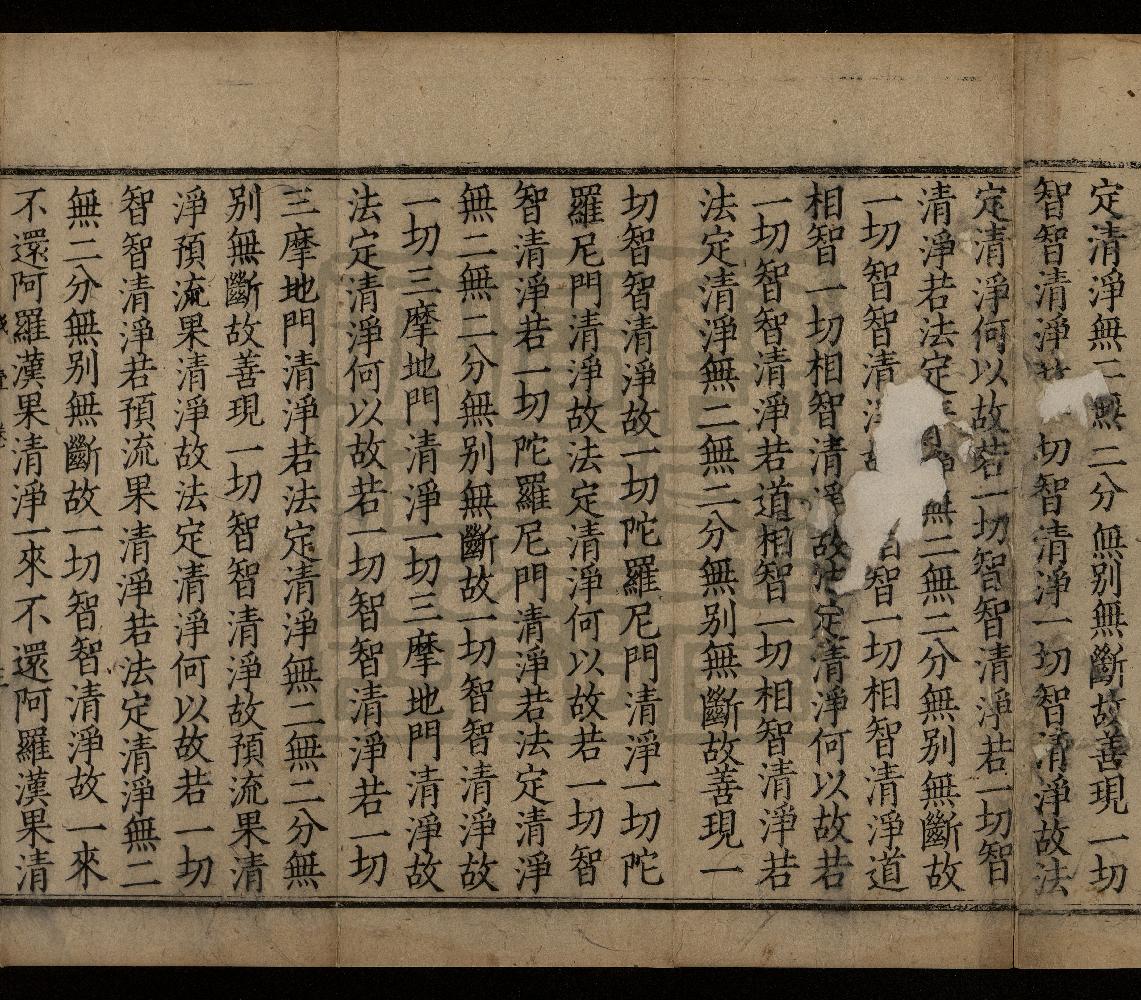 定清淨無二無二分無別無斷故善現一切
智智清淨切智清淨一切智清淨故法
定清淨何以故若一切智智清淨若一切智
清淨若法定無二無二分無別無斷故
一切智智清智一切相智清淨道
相智一切相智清淨故法定清淨何以故若
一切智智清淨若道相智一切相智清淨若
法定清淨無二無二分無別無斷故善現一
切智智清淨故一切陀羅尼門清淨一切陀
羅尼門清淨故法定清淨何以故若一切智
智清淨若一切陀羅尼門清淨若法定清淨
無二無二分無別無斷故一切智智清淨故
一切三摩地門清淨一切三摩地門清淨故
法定清淨何以故若一切智智清淨若一切
三摩地門清淨若法定清淨無二無二分無
別無斷故善現一切智智清淨故預流果清
淨預流果清淨故法定清淨何以故若一切
智智清淨若預流果清淨若法定清淨無二
無二分無別無斷故一切智智清淨故一來
不還阿羅漢果清淨一來不還阿羅漢果清